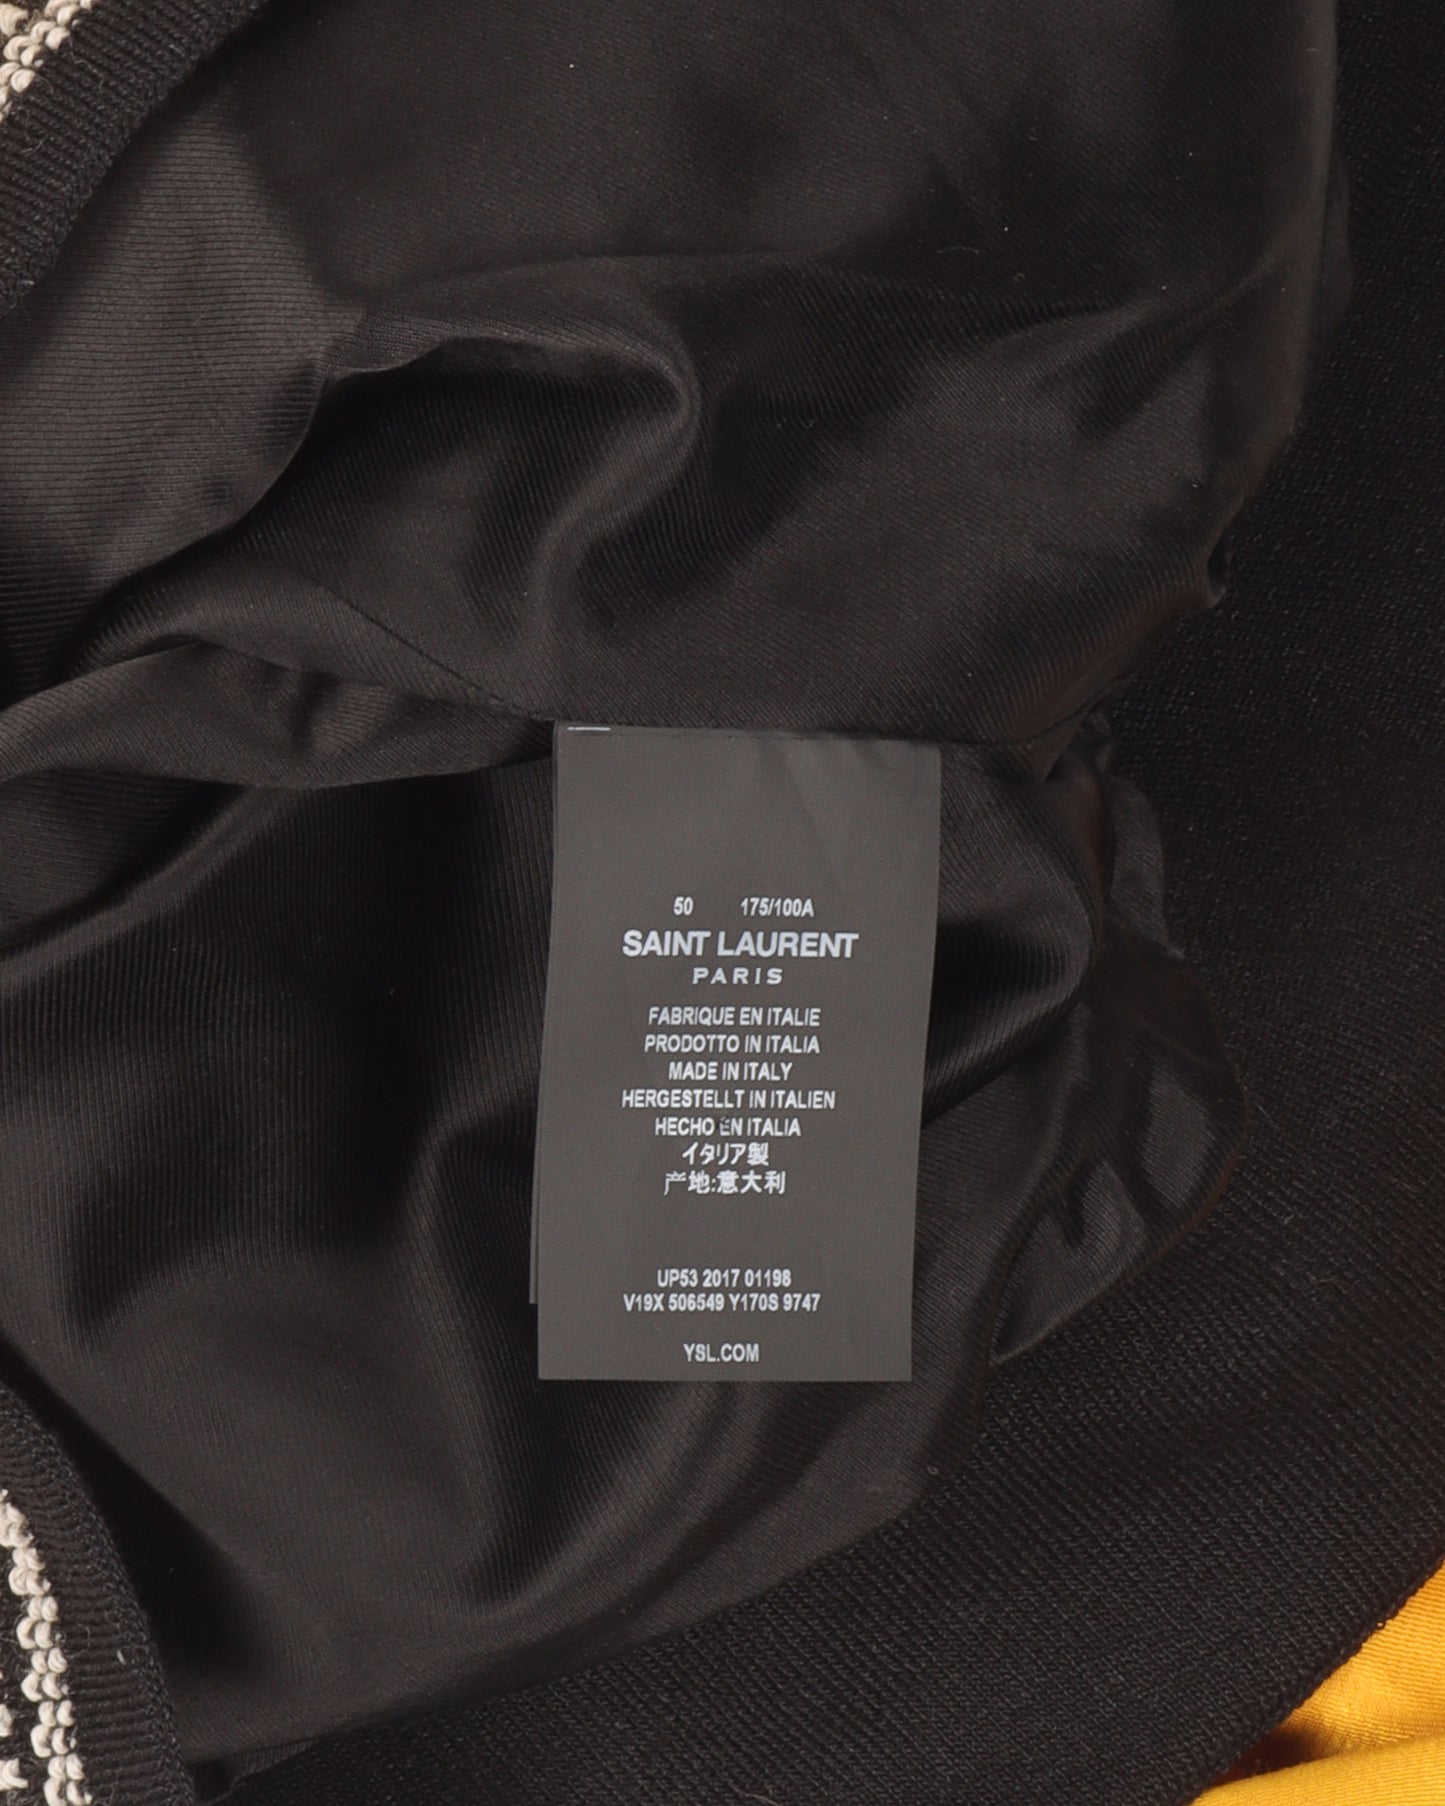 50 175/100A
SAINT LAURENT
PARIS
FABRIQUE EN ITALIE
PRODOTTO IN ITALIA
MADE IN ITALY
HERGESTELLT IN ITALIEN
HECHO EN ITALIA
イタリア製
产地:意大利
UP53 2017 01198
V19X 506549 Y170S 9747
YSL.COM